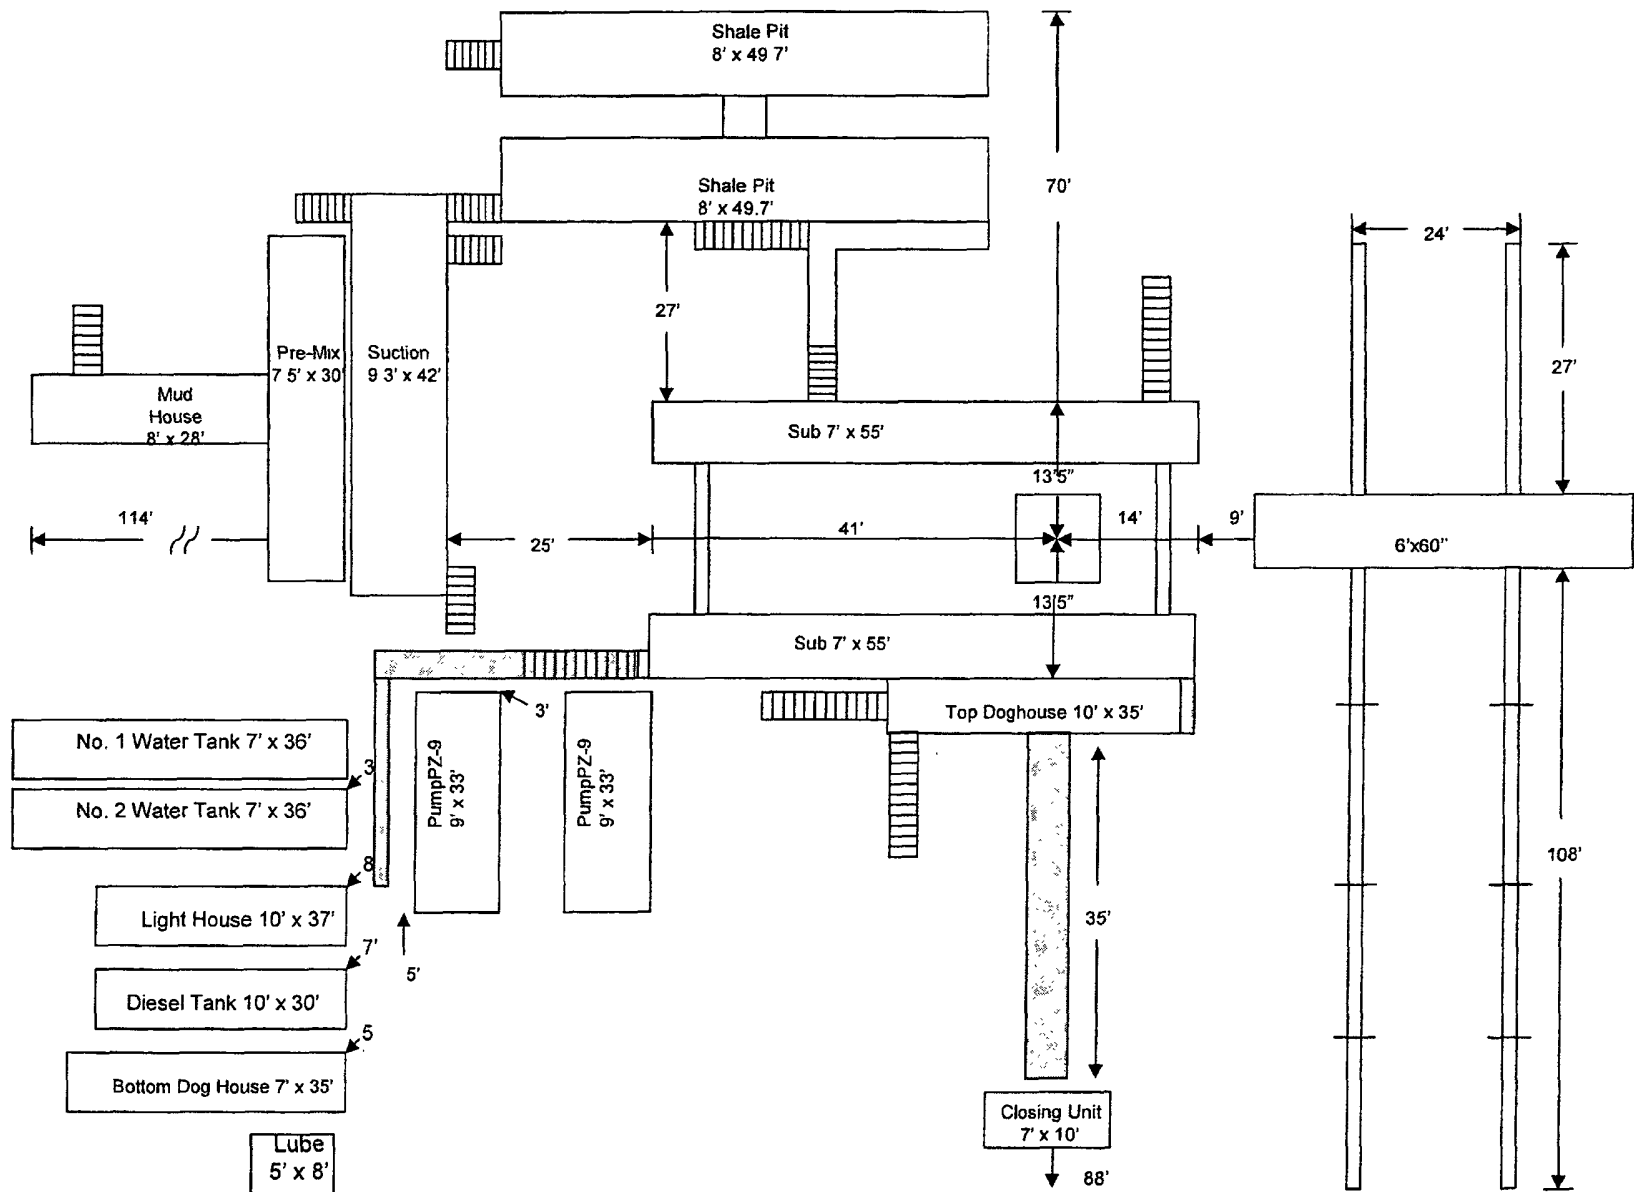 Shale Pit
8' x 49 7'
Shale Pit
8' x 49.7'
70'
24'
27'
27'
Pre-Mix
7 5' x 30'
Suction
9 3' x 42'
Mud
House
8' x 28'
Sub 7' x 55'
13'5"
114'
25'
41'
14'
9'
6'x60"
13'5"
Sub 7' x 55'
3'
Top Doghouse 10' x 35'
No. 1 Water Tank 7' x 36'
3
No. 2 Water Tank 7' x 36'
PumpPZ-9
9' x 33'
PumpPZ-9
9' x 33'
8
108'
Light House 10' x 37'
35'
7'
5'
Diesel Tank 10' x 30'
5
Bottom Dog House 7' x 35'
Closing Unit
7' x 10'
Lube
5' x 8'
88'